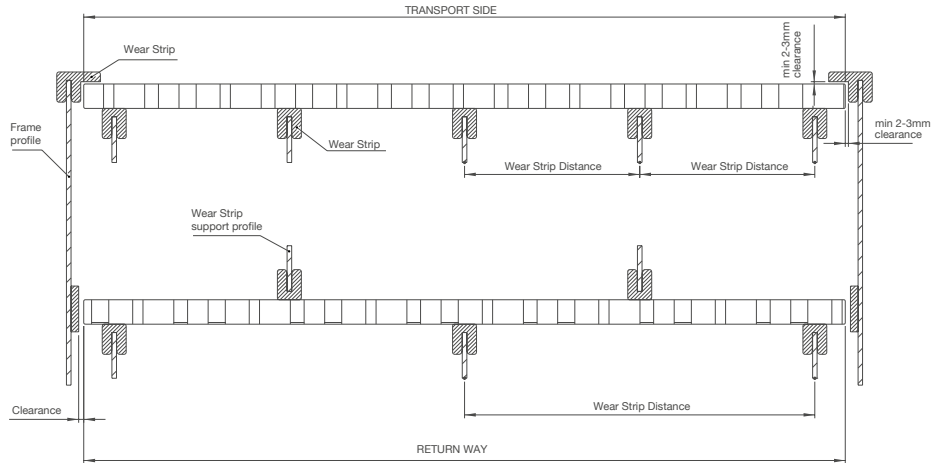 TRANSPORT SIDE
Wear Strip
min 2-3mm
clearance
Frame
profile
Wear Strip
min 2-3mm
clearance
Wear Strip Distance
Wear Strip Distance
Wear Strip
support profile
Clearance
Wear Strip Distance
RETURN WAY